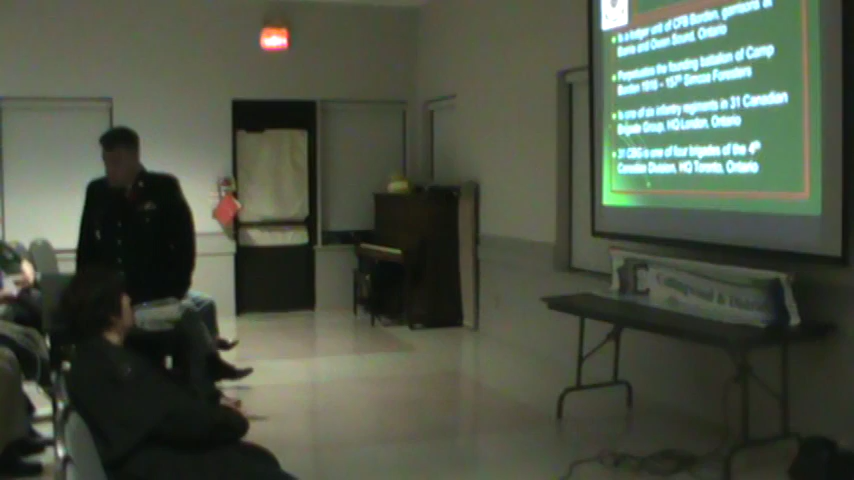 Is a lodger unit of CFB Borden, garrisons at
Barrie and Owen Sound, Ontario
Perpetuates the founding battalion of Camp
Borden 1916 – 157th Simcoe Foresters
Is one of six infantry regiments in 31 Canadian
Brigade Group, HQ London, Ontario
31 CBG is one of four brigades of the 4th
Canadian Division, HQ Toronto, Ontario